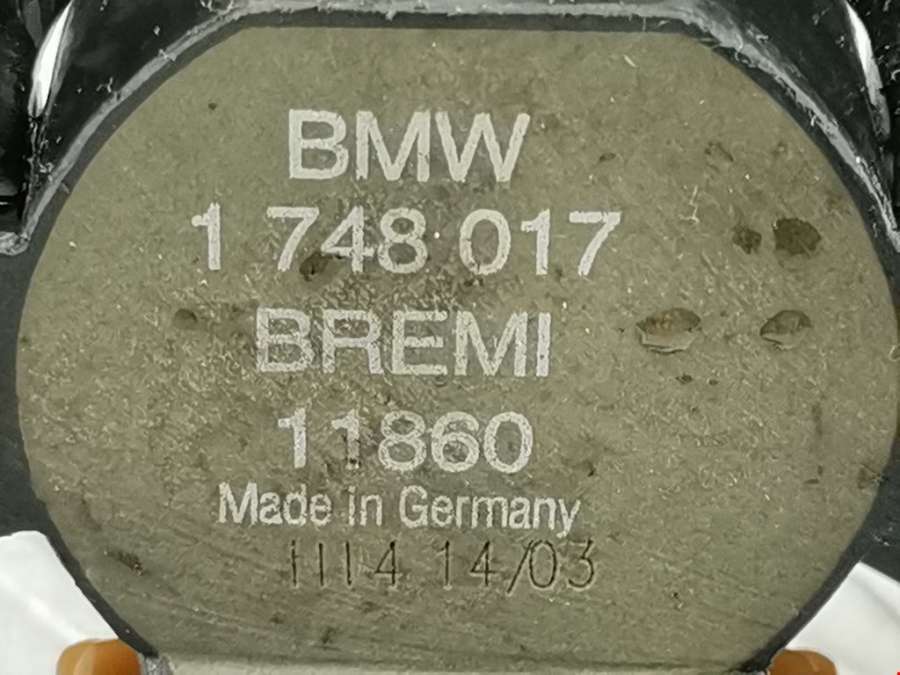 BMW
1 748 017
BREMI
11860
Made in Germany
1114 14/03